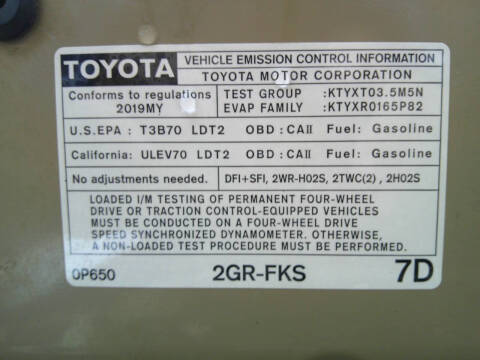 TOYOTA VEHICLE EMISSION CONTROL INFORMATION
TOYOTA MOTOR CORPORATION
Conforms to regulations
2019MY
TEST GROUP :KTYXT03.5M5N
EVAP FAMILY :KTYXR0165P82
U.S.EPA : T3B70 LDT2 OBD:CAII Fuel: Gasoline
California: ULEV70 LDT2 OBD:CAII Fuel: Gasoline
No adjustments needed. DFI+SFI, 2WR-HO2S, 2TWC(2), 2HO2S
LOADED I/M TESTING OF PERMANENT FOUR-WHEEL
DRIVE OR TRACTION CONTROL-EQUIPPED VEHICLES
MUST BE CONDUCTED ON A FOUR-WHEEL DRIVE
SPEED SYNCHRONIZED DYNAMOMETER. OTHERWISE,
A NON-LOADED TEST PROCEDURE MUST BE PERFORMED.
0P650 2GR-FKS 7D